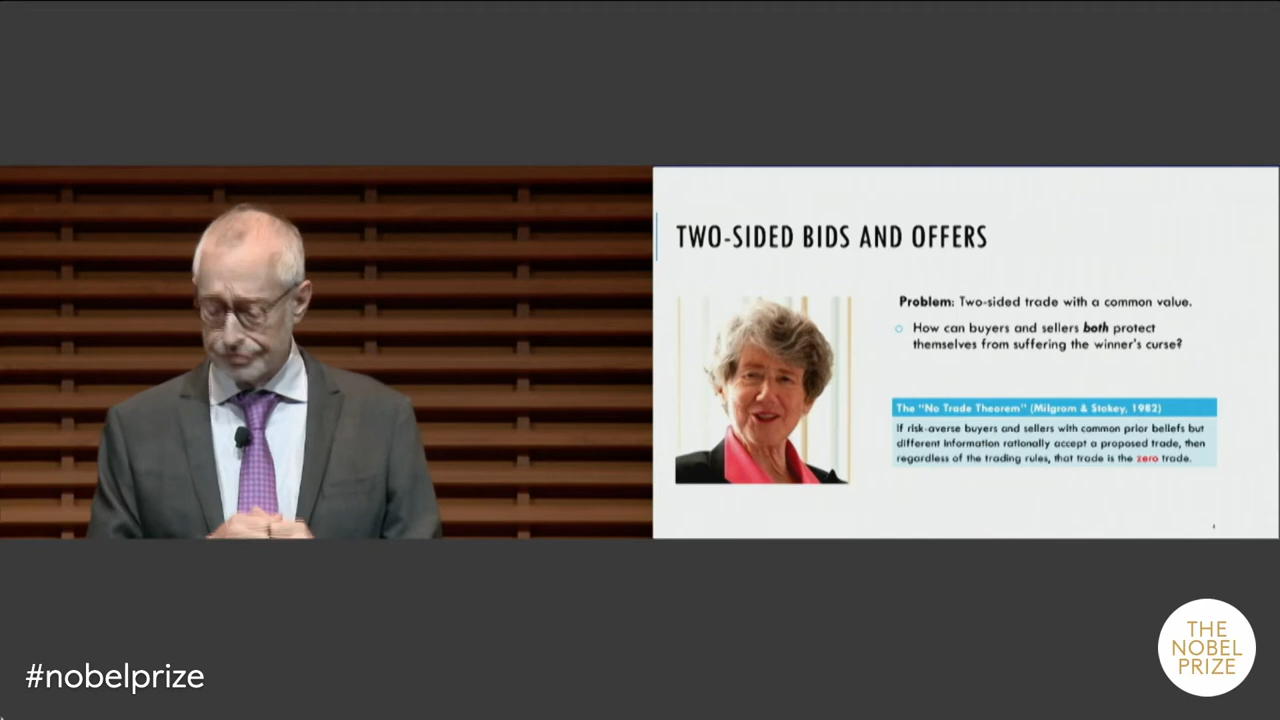 TWO-SIDED BIDS AND OFFERS
Problem: Two-sided trade with a common value.
How can buyers and sellers both protect
themselves from suffering the winner's curse?
The "No Trade Theorem" (Milgrom & Stokey, 1982)
If risk-averse buyers and sellers with common prior beliefs but
different information rationally accept a proposed trade, then
regardless of the trading rules, that trade is the zero trade.
#nobelprize
THE
NOBEL
PRIZE